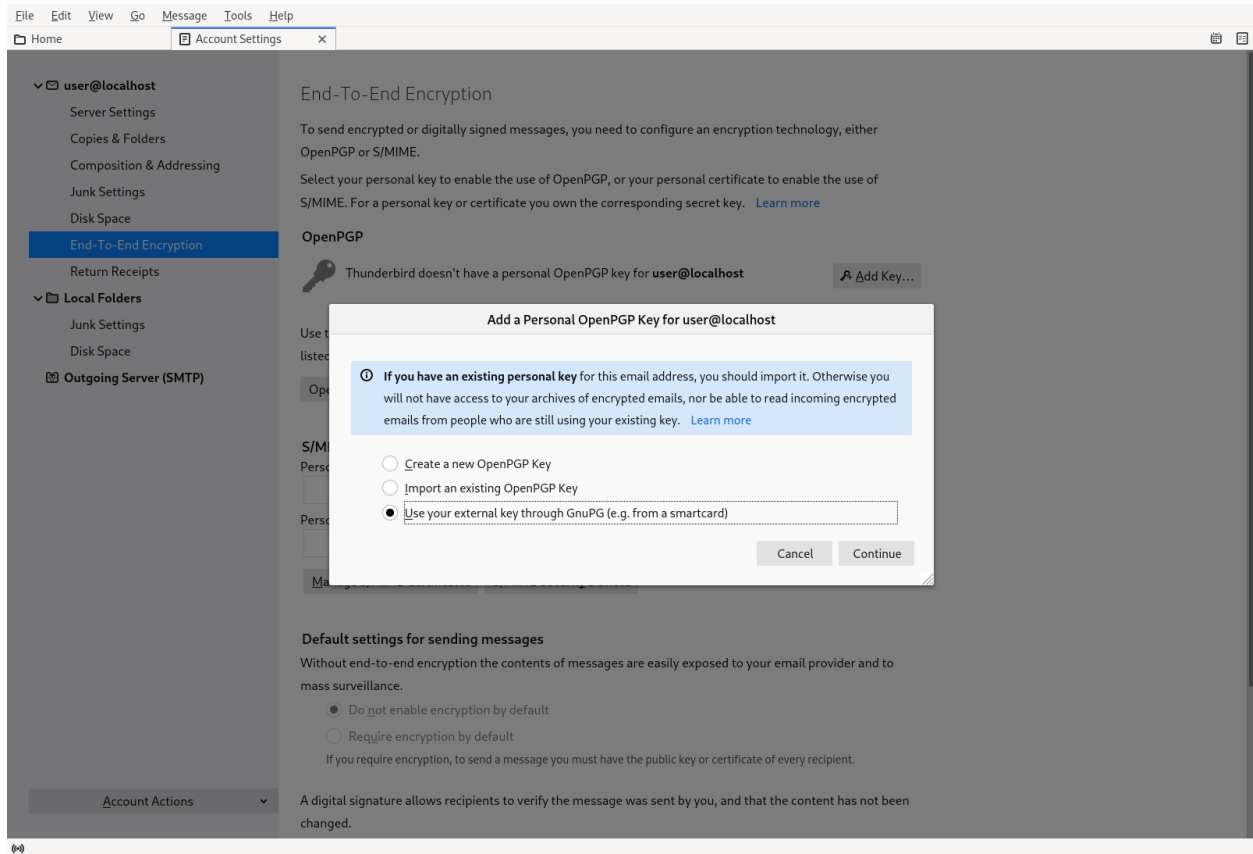 File Edit View Go Message Tools Help
Home
Account Settings
user@localhost
Server Settings
Copies & Folders
Composition & Addressing
Junk Settings
Disk Space
End-To-End Encryption
Return Receipts
Local Folders
Junk Settings
Disk Space
Outgoing Server (SMTP)
Account Actions
End-To-End Encryption
To send encrypted or digitally signed messages, you need to configure an encryption technology, either
OpenPGP or S/MIME.
Select your personal key to enable the use of OpenPGP, or your personal certificate to enable the use of
S/MIME. For a personal key or certificate you own the corresponding secret key. Learn more
OpenPGP
Thunderbird doesn't have a personal OpenPGP key for user@localhost
Add Key...
Use
Add a Personal OpenPGP Key for user@localhost
If you have an existing personal key for this email address, you should import it. Otherwise you
will not have access to your archives of encrypted emails, nor be able to read incoming encrypted
emails from people who are still using your existing key. Learn more
Create a new OpenPGP Key
Import an existing OpenPGP Key
Use your external key through GnuPG (e.g. from a smartcard)
Cancel
Continue
Default settings for sending messages
Without end-to-end encryption the contents of messages are easily exposed to your email provider and to
mass surveillance.
Do not enable encryption by default
Require encryption by default
If you require encryption, to send a message you must have the public key or certificate of every recipient.
A digital signature allows recipients to verify the message was sent by you, and that the content has not been
changed.